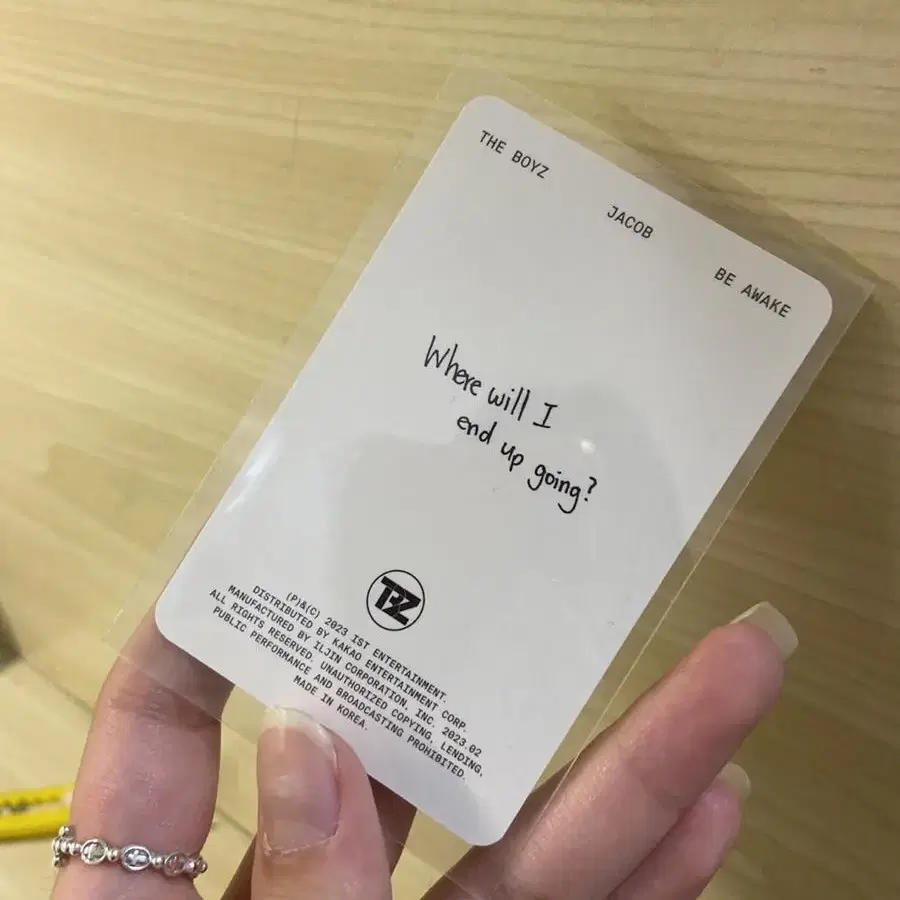 THE BOYZ
JACOB
BE AWAKE
Where will I
end up going?
TBZ
(P)&(C) 2023 IST ENTERTAINMENT.
DISTRIBUTED BY KAKAO ENTERTAINMENT CORP.
MANUFACTURED BY ILJIN CORPORATION, INC. 2023.02
ALL RIGHTS RESERVED. UNAUTHORIZED COPYING, LENDING,
PUBLIC PERFORMANCE AND BROADCASTING PROHIBITED.
MADE IN KOREA.